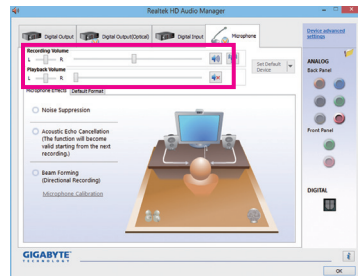 Realtek HD Audio Manager
Digital Output
Digital Output(Optical)
Digital Input
Microphone
Device advanced settings
Recording Volume
L
R
Set Default Device
Playback Volume
L
R
ANALOG
Back Panel
Microphone Effects
Default Format
Noise Suppression
Acoustic Echo Cancellation
(The function will become
valid starting from the next
recording.)
Front Panel
Beam Forming
(Directional Recording)
Microphone Calibration
DIGITAL
GIGABYTE
TECHNOLOGY
OK